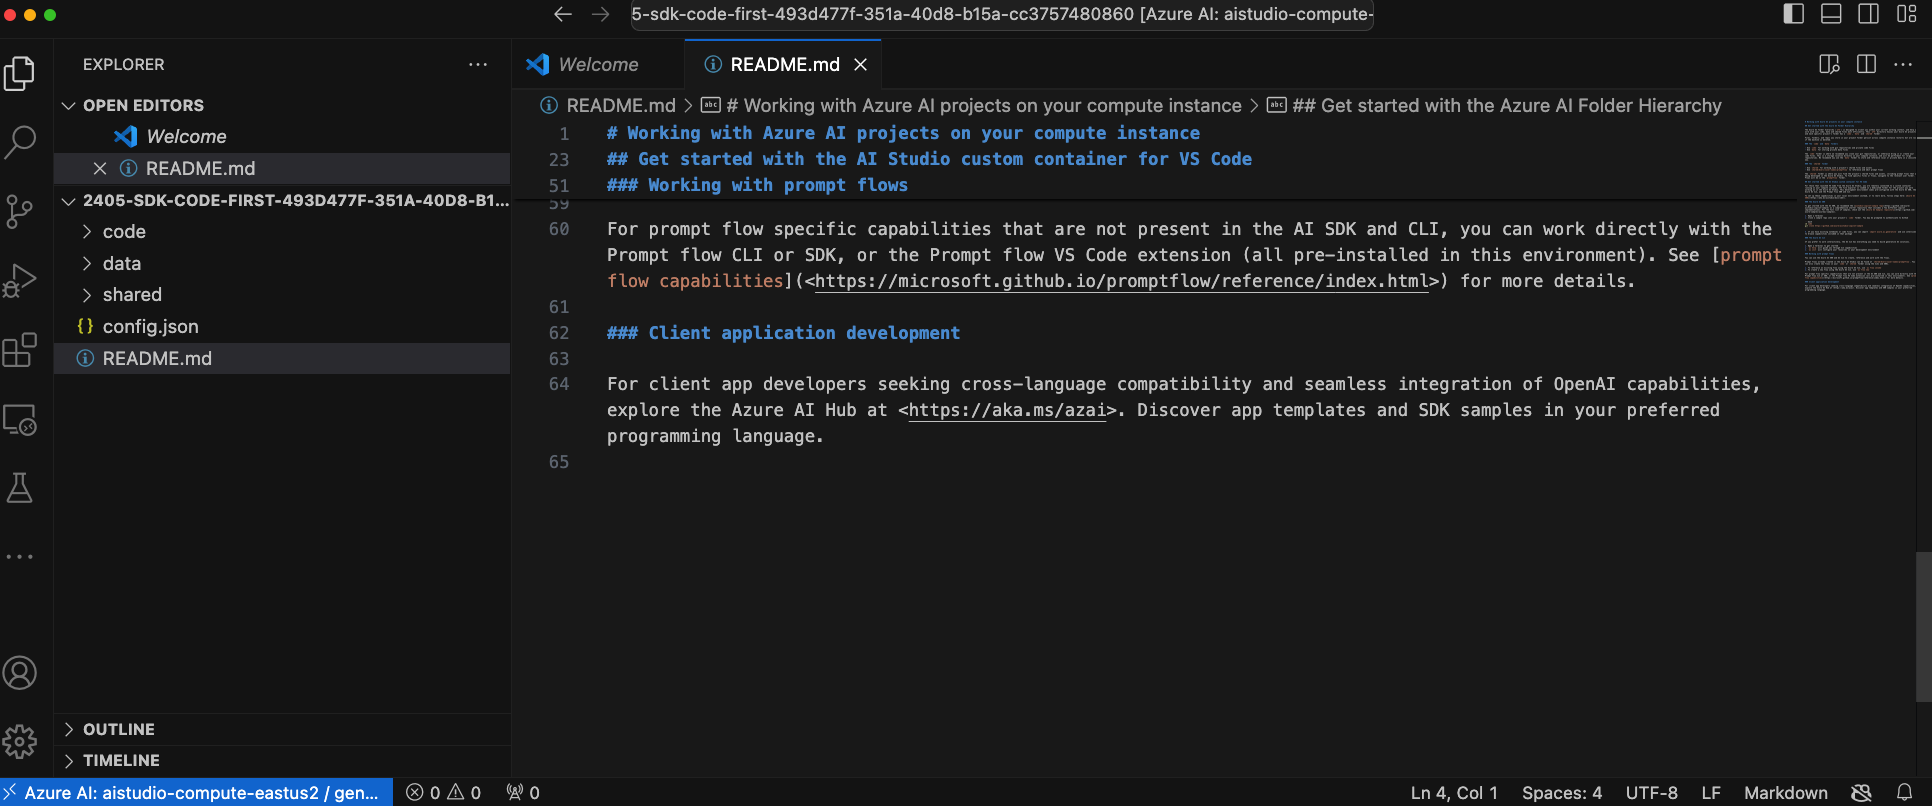 5-sdk-code-first-493d477f-351a-40d8-b15a-cc3757480860 [Azure AI: aistudio-compute-
EXPLORER
OPEN EDITORS
Welcome
README.md
2405-SDK-CODE-FIRST-493D477F-351A-40D8-B1...
code
data
shared
config.json
README.md
OUTLINE
TIMELINE
Welcome
README.md
README.md > # Working with Azure AI projects on your compute instance > ## Get started with the Azure AI Folder Hierarchy
1 # Working with Azure AI projects on your compute instance
23 ## Get started with the AI Studio custom container for VS Code
51 ### Working with prompt flows
59
60 For prompt flow specific capabilities that are not present in the AI SDK and CLI, you can work directly with the
Prompt flow CLI or SDK, or the Prompt flow VS Code extension (all pre-installed in this environment). See [prompt
flow capabilities](<https://microsoft.github.io/promptflow/reference/index.html>) for more details.
61
62 ### Client application development
63
64 For client app developers seeking cross-language compatibility and seamless integration of OpenAI capabilities,
explore the Azure AI Hub at <https://aka.ms/azai>. Discover app templates and SDK samples in your preferred
programming language.
65
Azure AI: aistudio-compute-eastus2 / gen... 0 0 0 Ln 4, Col 1 Spaces: 4 UTF-8 LF Markdown